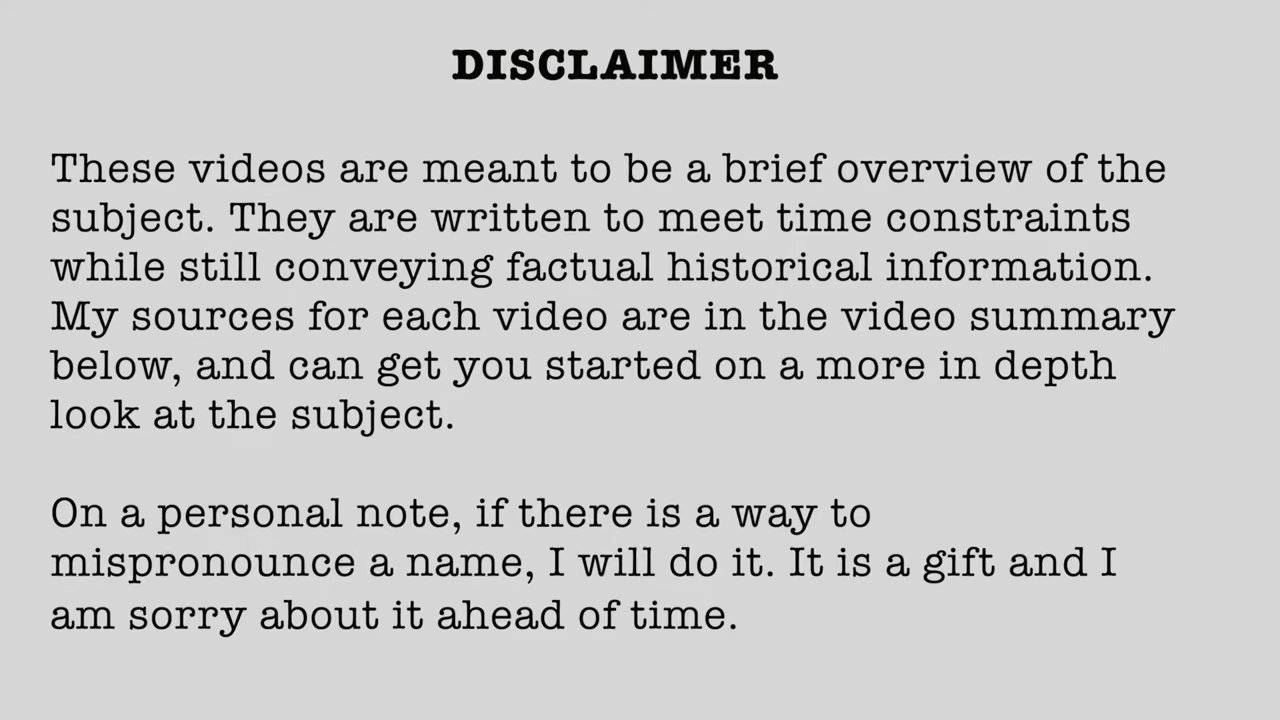 DISCLAIMER
These videos are meant to be a brief overview of the
subject. They are written to meet time constraints
while still conveying factual historical information.
My sources for each video are in the video summary
below, and can get you started on a more in depth
look at the subject.
On a personal note, if there is a way to
mispronounce a name, I will do it. It is a gift and I
am sorry about it ahead of time.